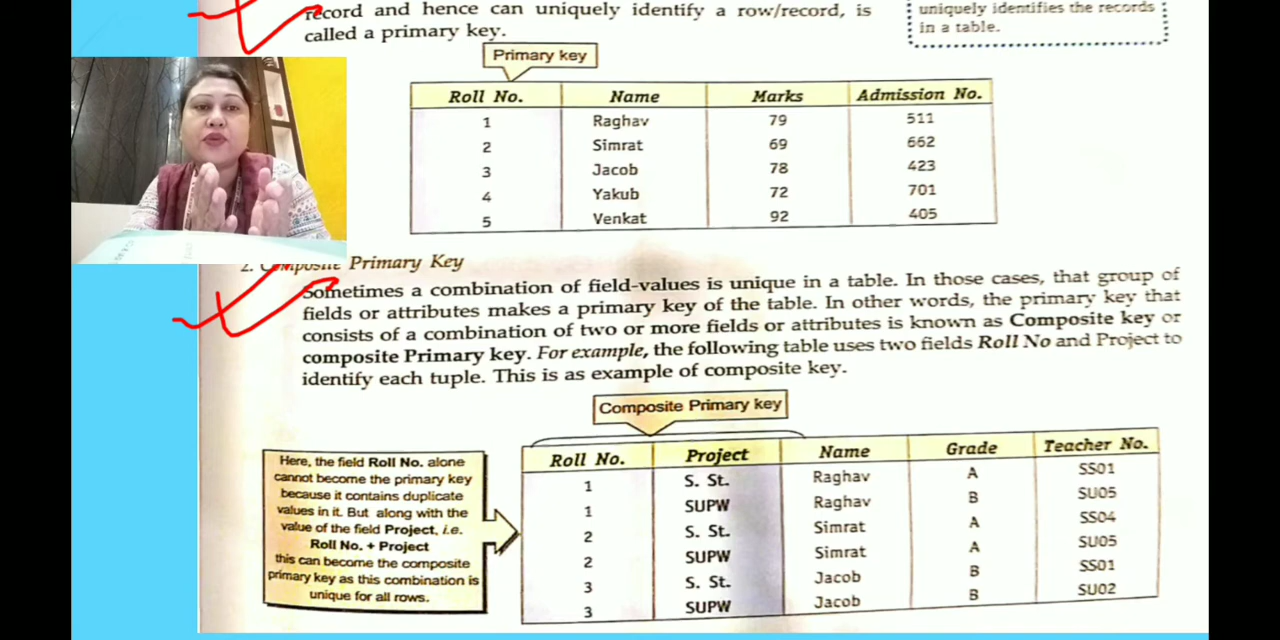 record and hence can uniquely identify a row/record, is
called a primary key.
uniquely identifies the records
in a table.
Primary key
Roll No. Name Marks Admission No.
1 Raghav 79 511
2 Simrat 69 662
3 Jacob 78 423
4 Yakub 72 701
5 Venkat 92 405
2. Composite Primary Key
Sometimes a combination of field-values is unique in a table. In those cases, that group of
fields or attributes makes a primary key of the table. In other words, the primary key that
consists of a combination of two or more fields or attributes is known as Composite key or
composite Primary key. For example, the following table uses two fields Roll No and Project to
identify each tuple. This is as example of composite key.
Composite Primary key
Here, the field Roll No. alone
cannot become the primary key
because it contains duplicate
values in it. But along with the
value of the field Project, i.e.
Roll No. + Project
this can become the composite
primary key as this combination is
unique for all rows.
Roll No. Project Name Grade Teacher No.
1 S. St. Raghav A SS01
1 SUPW Raghav B SU05
2 S. St. Simrat A SS04
2 SUPW Simrat A SU05
3 S. St. Jacob B SS01
3 SUPW Jacob B SU02